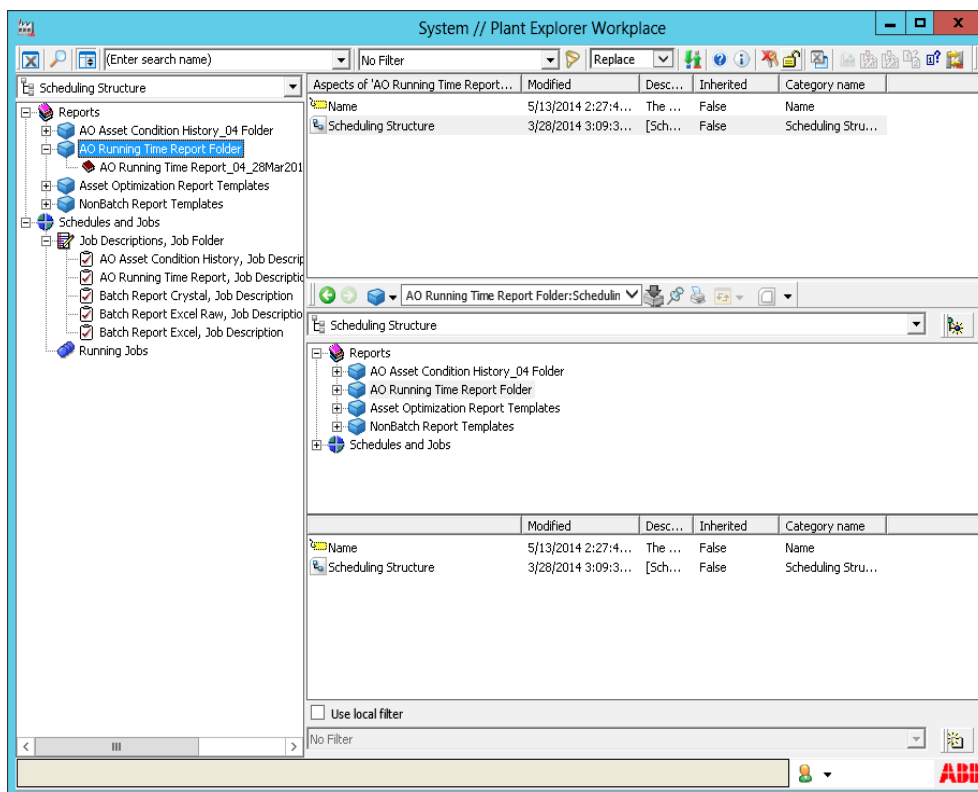 System // Plant Explorer Workplace
(Enter search name) No Filter Replace
Scheduling Structure
Reports
AO Asset Condition History_04 Folder
AO Running Time Report Folder
AO Running Time Report_04_28Mar201
Asset Optimization Report Templates
NonBatch Report Templates
Schedules and Jobs
Job Descriptions, Job Folder
AO Asset Condition History, Job Descrip
AO Running Time Report, Job Descriptic
Batch Report Crystal, Job Description
Batch Report Excel Raw, Job Descriptio
Batch Report Excel, Job Description
Running Jobs
Aspects of 'AO Running Time Report... Modified Desc... Inherited Category name
Name 5/13/2014 2:27:4... The ... False Name
Scheduling Structure 3/28/2014 3:09:3... [Sch... False Scheduling Stru...
AO Running Time Report Folder:Schedulin
Scheduling Structure
Reports
AO Asset Condition History_04 Folder
AO Running Time Report Folder
Asset Optimization Report Templates
NonBatch Report Templates
Schedules and Jobs
Modified Desc... Inherited Category name
Name 5/13/2014 2:27:4... The ... False Name
Scheduling Structure 3/28/2014 3:09:3... [Sch... False Scheduling Stru...
Use local filter
No Filter
ABB